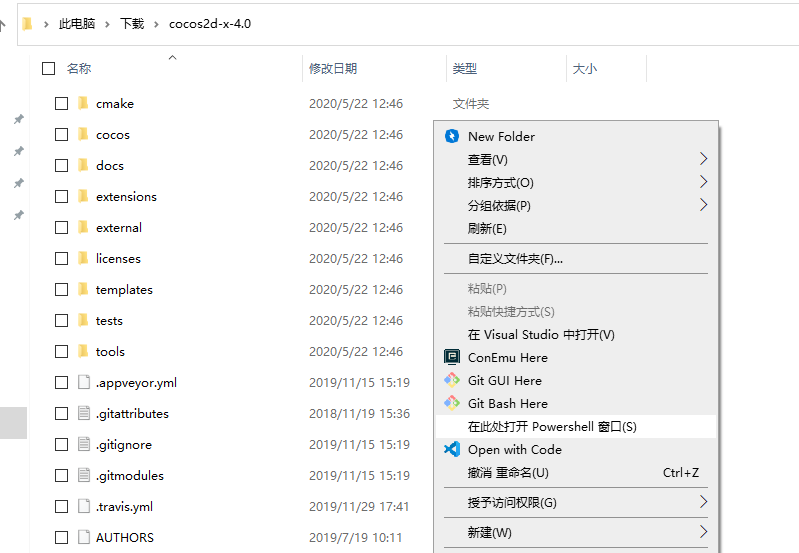 此电脑 › 下载 › cocos2d-x-4.0
名称 修改日期 类型 大小
cmake 2020/5/22 12:46 文件夹
cocos 2020/5/22 12:46
docs 2020/5/22 12:46
extensions 2020/5/22 12:46
external 2020/5/22 12:46
licenses 2020/5/22 12:46
templates 2020/5/22 12:46
tests 2020/5/22 12:46
tools 2020/5/22 12:46
.appveyor.yml 2019/11/15 15:19
.gitattributes 2018/11/19 15:36
.gitignore 2019/11/15 15:19
.gitmodules 2019/11/15 15:19
.travis.yml 2019/11/29 17:41
AUTHORS 2019/7/19 10:11
New Folder
查看(V)
排序方式(O)
分组依据(P)
刷新(E)
自定义文件夹(F)...
粘贴(P)
粘贴快捷方式(S)
在 Visual Studio 中打开(V)
ConEmu Here
Git GUI Here
Git Bash Here
在此处打开 Powershell 窗口(S)
Open with Code
撤消 重命名(U) Ctrl+Z
授予访问权限(G)
新建(W)